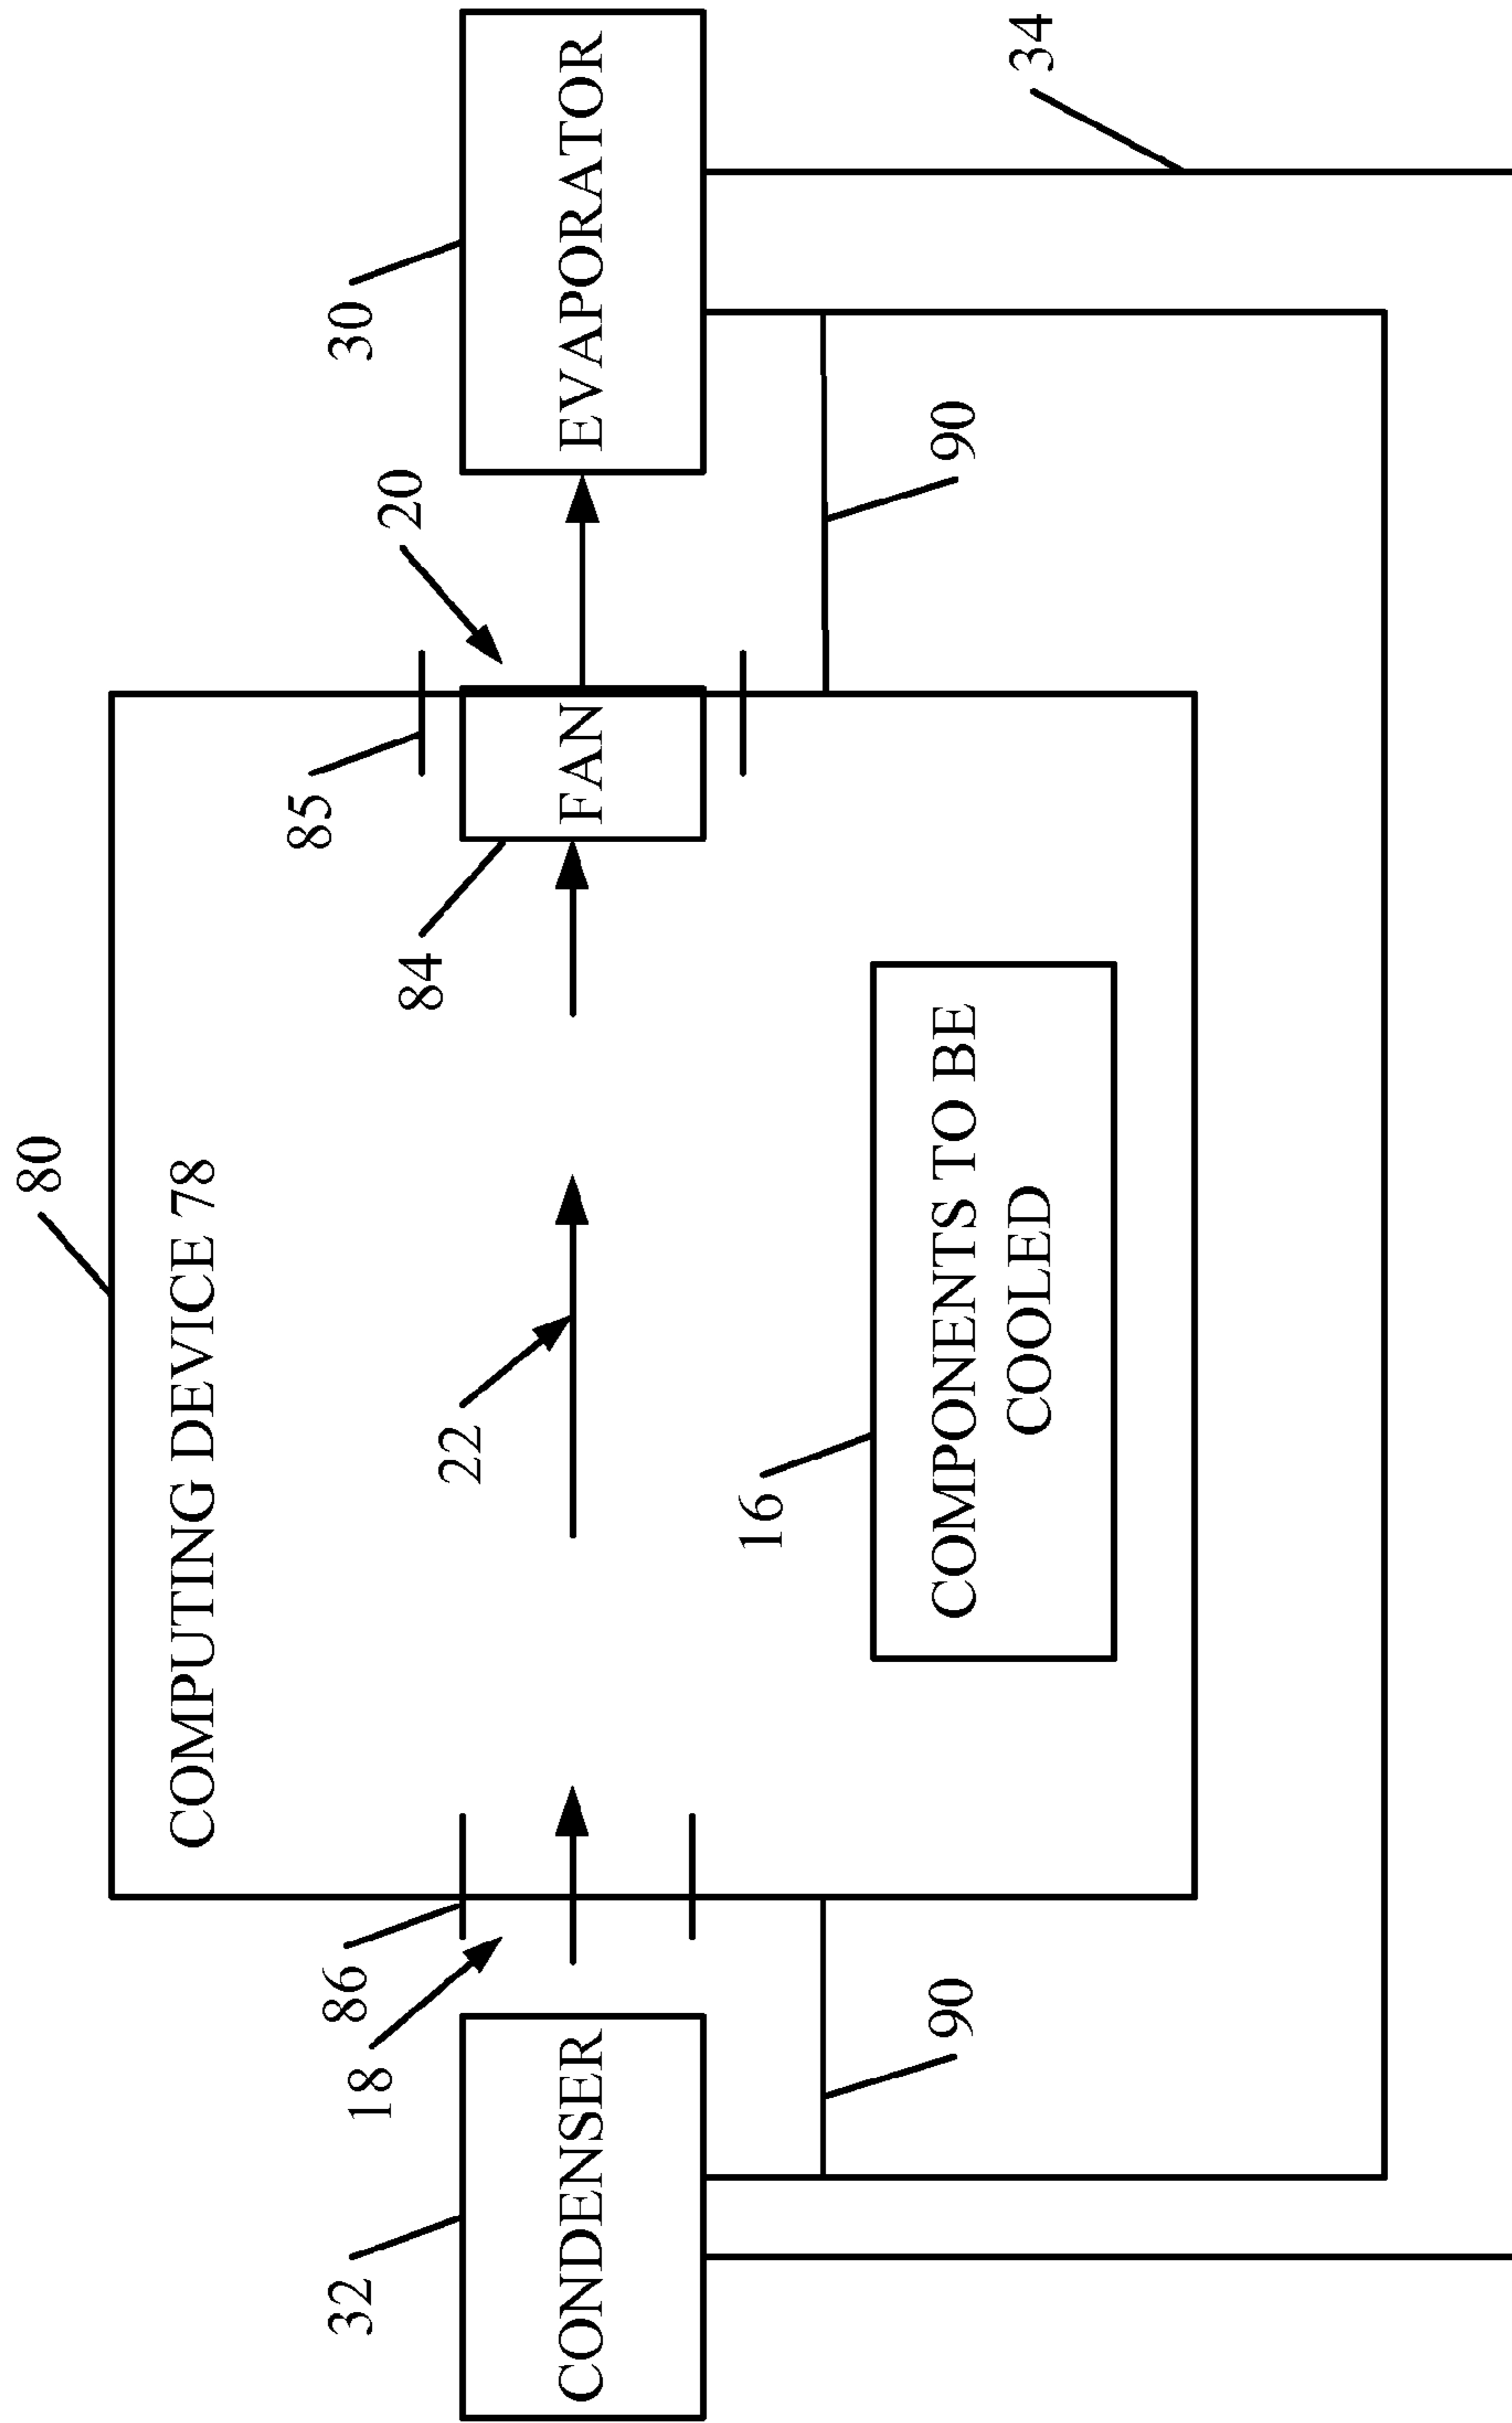 80
COMPUTING DEVICE 78
32
18
86
85
20
30
84
22
CONDENSER
FAN
EVAPORATOR
16
90
COMPONENTS TO BE
COOLED
90
34